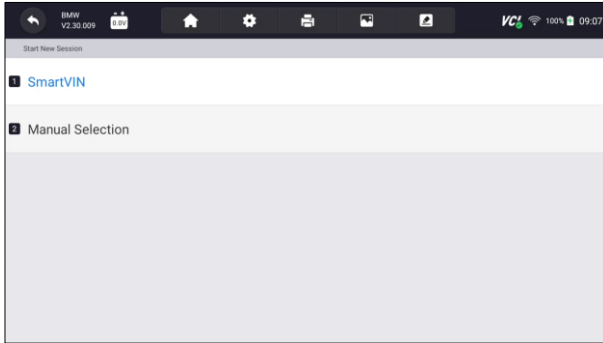 BMW
V2.30.009
0.0V
VCI
100%
09:07
Start New Session
1 SmartVIN
2 Manual Selection